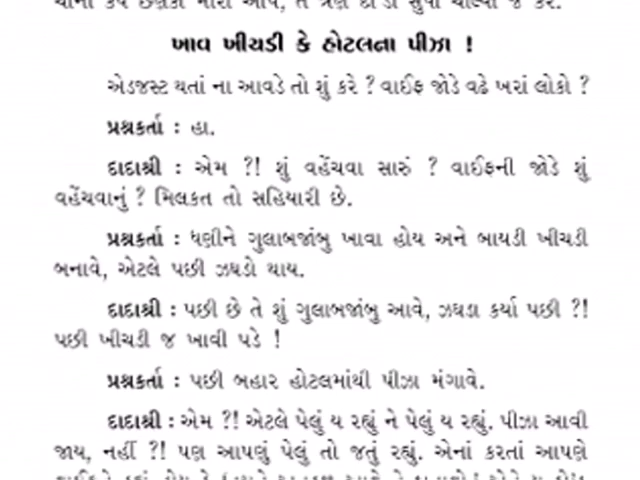 ખાવ ખીચડી કે હોટલના પીઝા !
એડજસ્ટ થતાં ના આવડે તો શું કરે ? વાઈફ જોડે વઢે ખરાં લોકો ?
પ્રશ્નકર્તા : હા.
દાદાશ્રી : એમ ?! શું વહેંચવા સારું ? વાઈફની જોડે શું
વહેંચવાનું ? મિલકત તો સહિયારી છે.
પ્રશ્નકર્તા : ધણીને ગુલાબજાંબુ ખાવા હોય અને બાયડી ખીચડી
બનાવે, એટલે પછી ઝઘડો થાય.
દાદાશ્રી : પછી છે તે શું ગુલાબજાંબુ આવે, ઝઘડા કર્યા પછી ?!
પછી ખીચડી જ ખાવી પડે !
પ્રશ્નકર્તા : પછી બહાર હોટલમાંથી પીઝા મંગાવે.
દાદાશ્રી : એમ ?! એટલે પેલું ય રહ્યું ને પેલું ય રહ્યું. પીઝા આવી
જાય, નહીં ?! પણ આપણું પેલું તો જતું રહ્યું. એનાં કરતાં આપણે